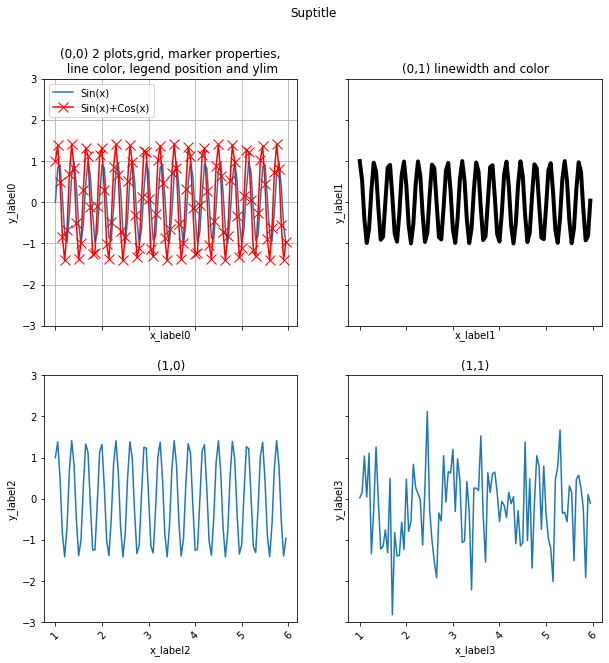 Suptitle
(0,0) 2 plots,grid, marker properties,
line color, legend position and ylim
(0,1) linewidth and color
3
2
1
0
-1
-2
−3
Sin(x)
Sin(x)+Cos(x)
y_label0
x_label0
y_label1
x_label1
(1,0)
(1,1)
3
2
1
0
−1
−2
−3
y_label2
1
2
3
4
5
6
x_label2
y_label3
1
2
3
4
5
6
x_label3